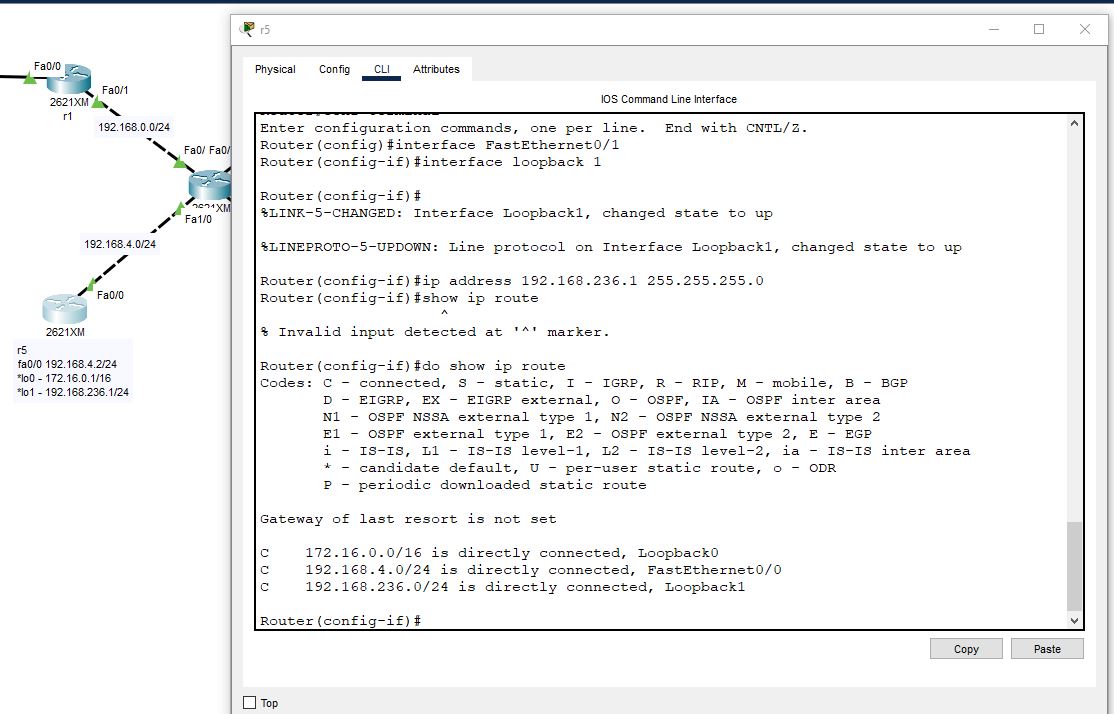 Fa0/0
2621XM
r1
Fa0/1
192.168.0.0/24
Fa0/ Fa0/
2621XM
Fa1/0
192.168.4.0/24
Fa0/0
2621XM
r5
fa0/0 192.168.4.2/24
*lo0 - 172.16.0.1/16
*lo1 - 192.168.236.1/24
r5
Physical Config CLI Attributes
IOS Command Line Interface
Enter configuration commands, one per line.  End with CNTL/Z.
Router(config)#interface FastEthernet0/1
Router(config-if)#interface loopback 1
Router(config-if)#
%LINK-5-CHANGED: Interface Loopback1, changed state to up
%LINEPROTO-5-UPDOWN: Line protocol on Interface Loopback1, changed state to up
Router(config-if)#ip address 192.168.236.1 255.255.255.0
Router(config-if)#show ip route
^
% Invalid input detected at '^' marker.
Router(config-if)#do show ip route
Codes: C - connected, S - static, I - IGRP, R - RIP, M - mobile, B - BGP
D - EIGRP, EX - EIGRP external, O - OSPF, IA - OSPF inter area
N1 - OSPF NSSA external type 1, N2 - OSPF NSSA external type 2
E1 - OSPF external type 1, E2 - OSPF external type 2, E - EGP
i - IS-IS, L1 - IS-IS level-1, L2 - IS-IS level-2, ia - IS-IS inter area
* - candidate default, U - per-user static route, o - ODR
P - periodic downloaded static route
Gateway of last resort is not set
C    172.16.0.0/16 is directly connected, Loopback0
C    192.168.4.0/24 is directly connected, FastEthernet0/0
C    192.168.236.0/24 is directly connected, Loopback1
Router(config-if)#
Copy Paste
Top